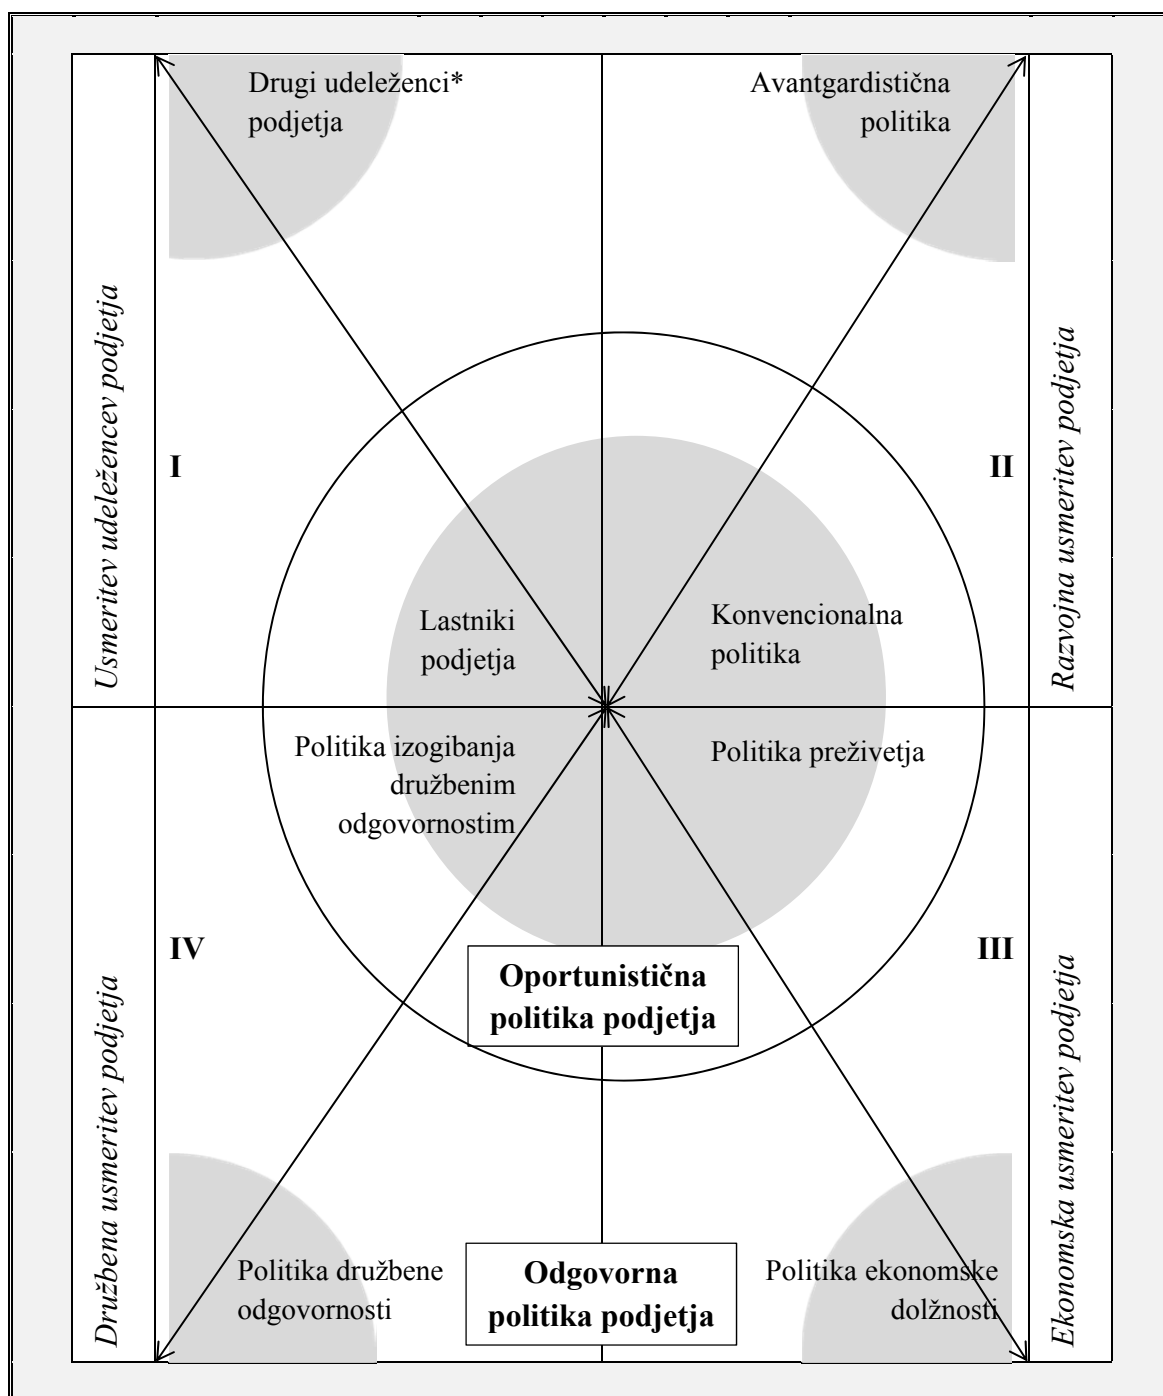 Drugi udeleženci*
podjetja
Avantgardistična
politika
Usmeritev udeležencev podjetja
Razvojna usmeritev podjetja
I
II
Lastniki
podjetja
Konvencionalna
politika
Politika izogibanja
družbenim
odgovornostim
Politika preživetja
IV
III
Oportunistična
politika podjetja
Družbena usmeritev podjetja
Ekonomska usmeritev podjetja
Politika družbene
odgovornosti
Odgovorna
politika podjetja
Politika ekonomske
dolžnosti